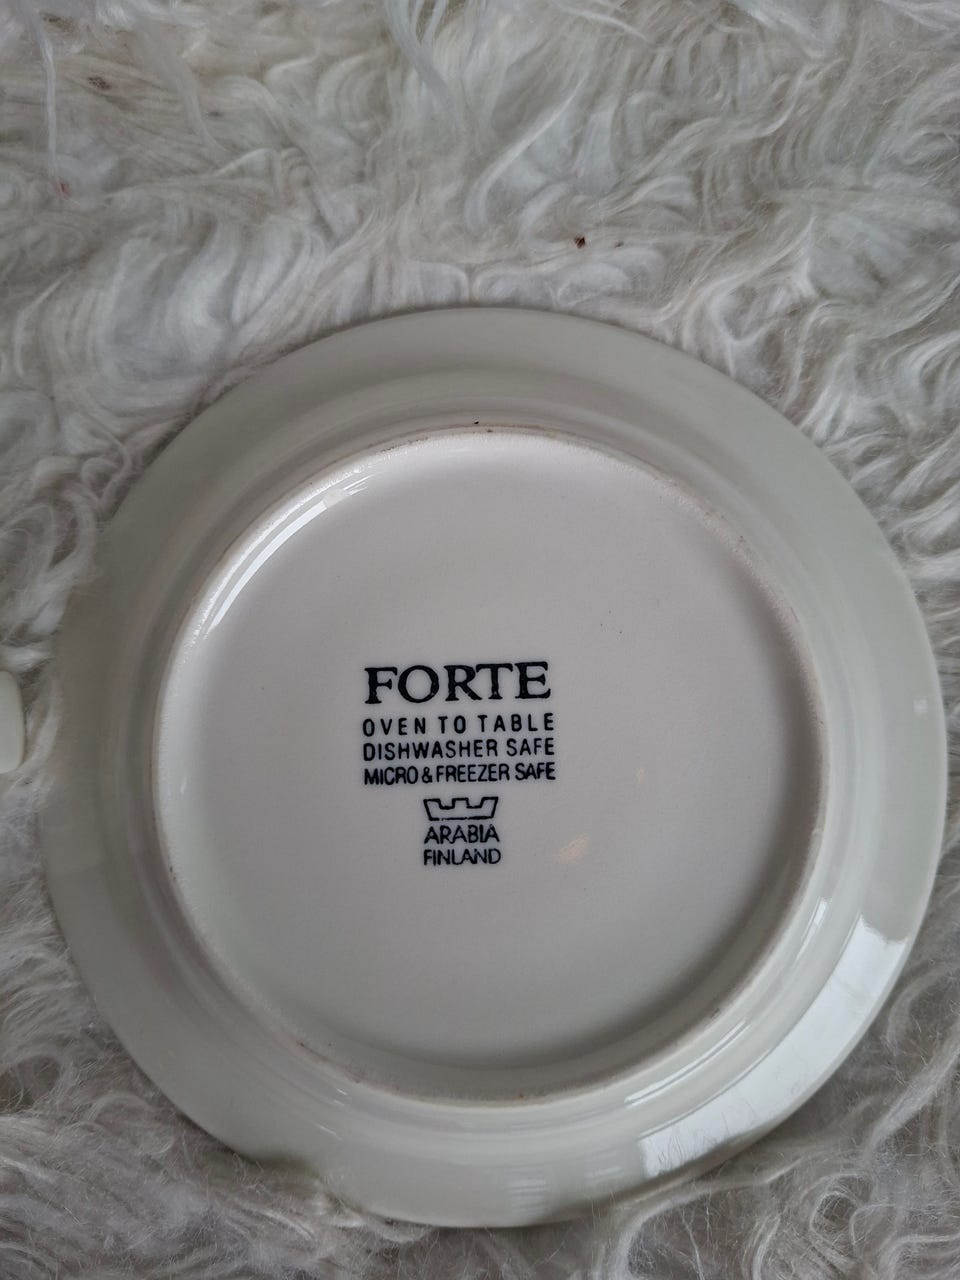 FORTE
OVEN TO TABLE
DISHWASHER SAFE
MICRO & FREEZER SAFE
ARABIA
FINLAND